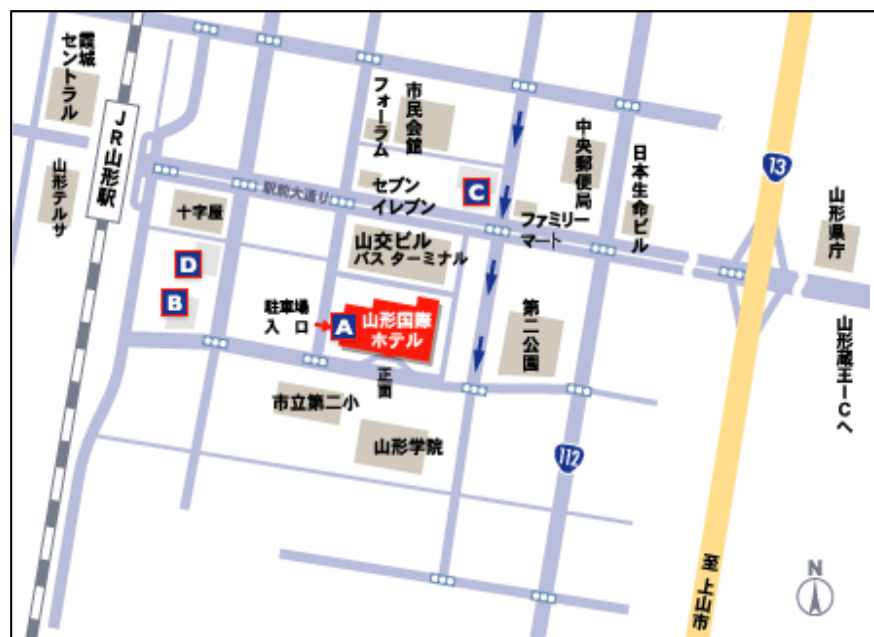 霞城
セントラル
JR山形駅
山形テルサ
フォーラム
市民会館
中央郵便局
日本生命ビル
13
山形県庁
駅前大通り
セブン
イレブン
C
ファミリー
マート
十字屋
山交ビル
バス ターミナル
D
B
駐車場
入 口
A
山形国際
ホテル
正面
第二公園
山形蔵王ICへ
市立第二小
山形学院
112
至 上山市
N